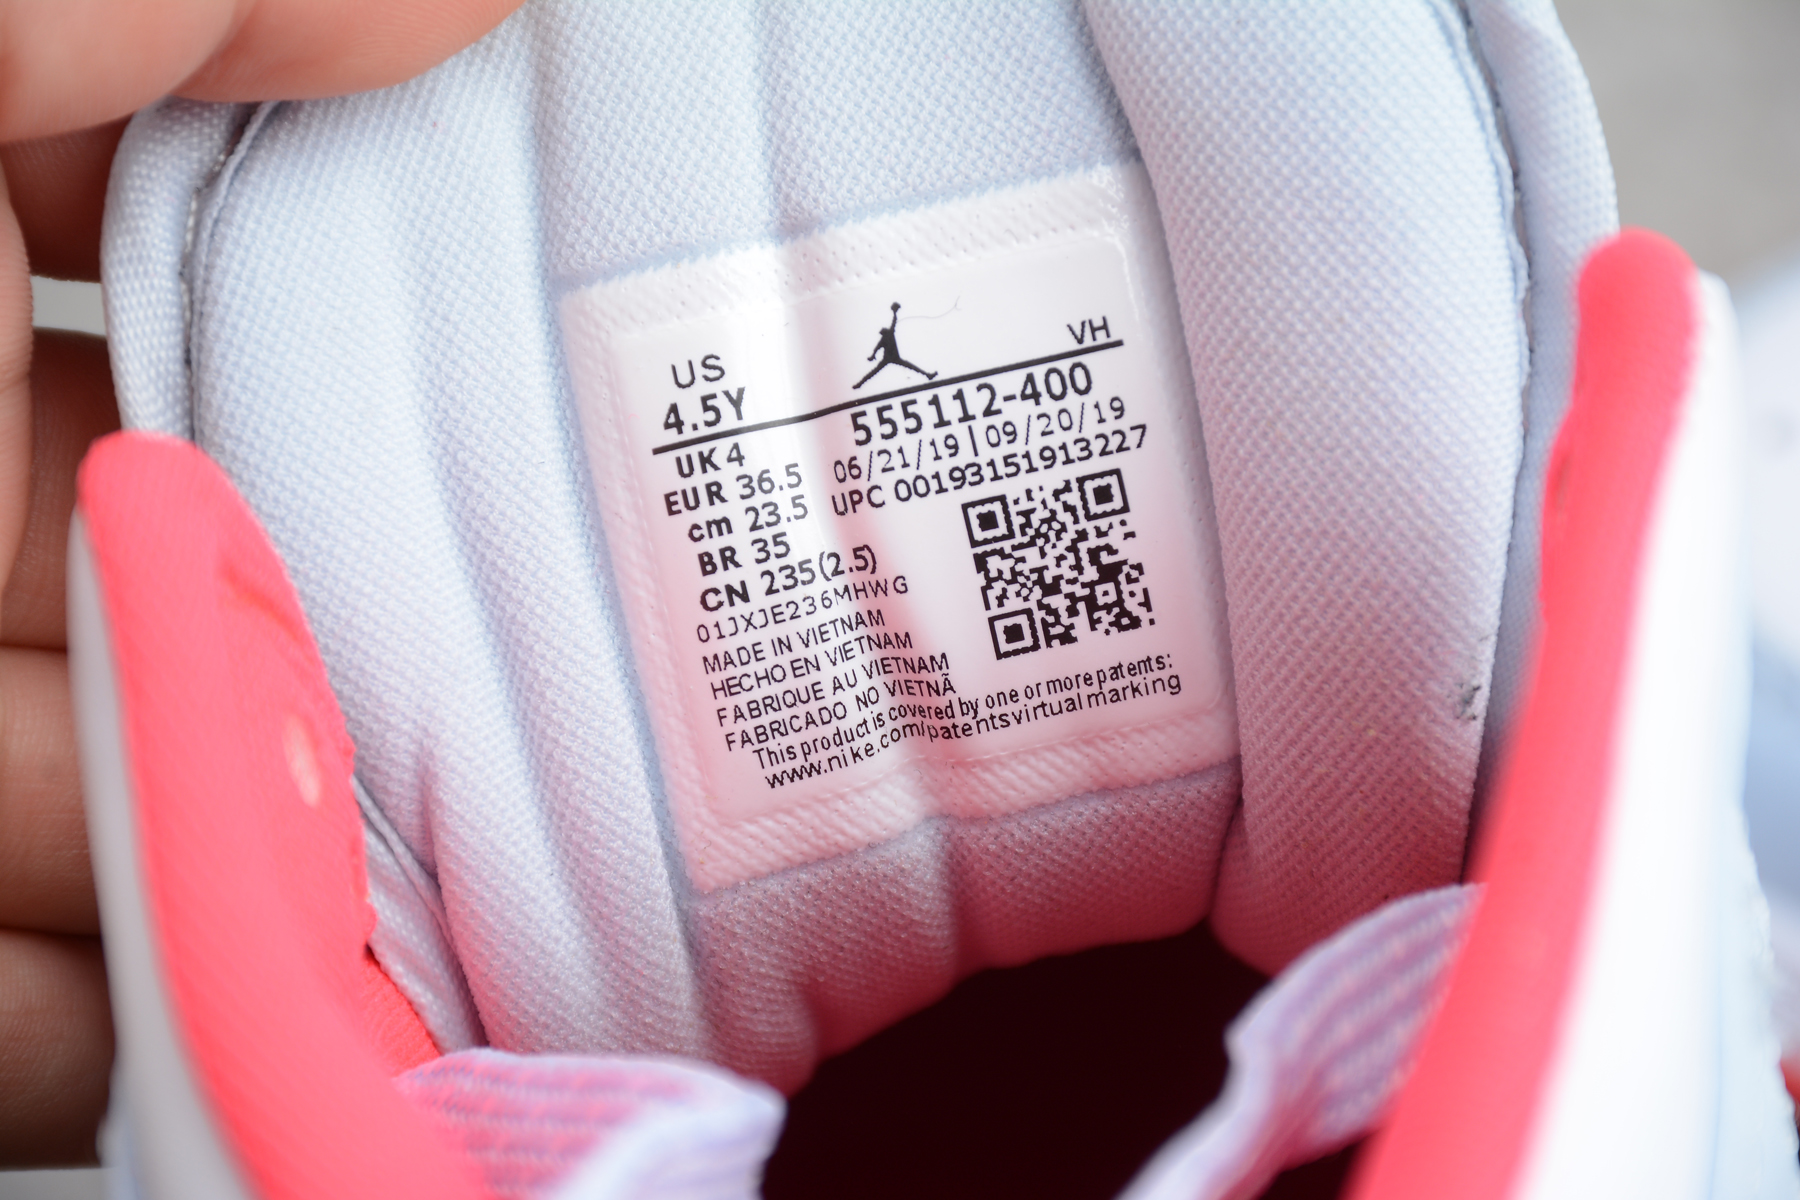 US
VH
4.5Y
555112-400
UK 4
06/21/19 | 09/20/19
EUR 36.5
UPC 00193151913227
cm 23.5
BR 35
CN 235(2.5)
01JXJE236MHWG
MADE IN VIETNAM
HECHO EN VIETNAM
FABRIQUE AU VIETNAM
FABRICADO NO VIETNÃ
This product is covered by one or more patents:
www.nike.com/patentsvirtualmarking